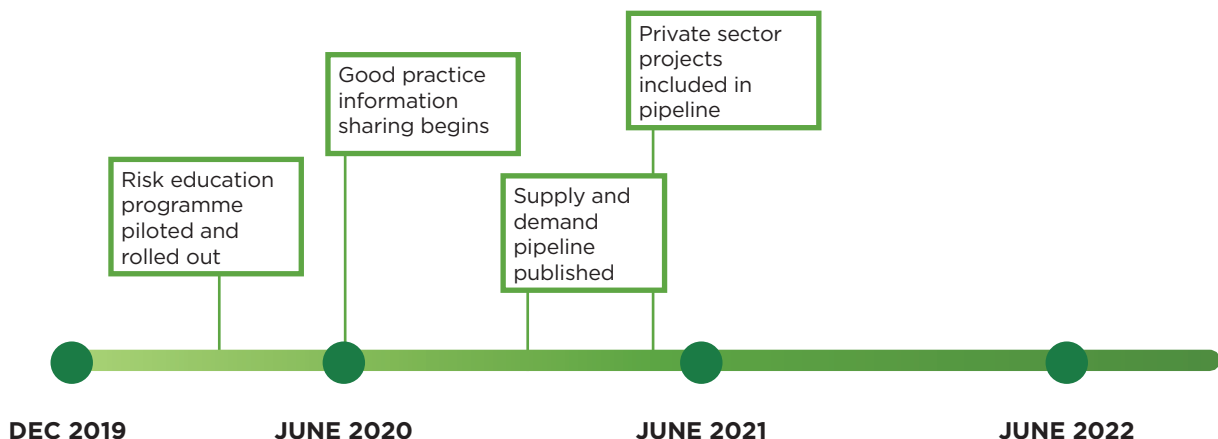 Private sector
projects
included in
pipeline
Good practice
information
sharing begins
Risk education
programme
piloted and
rolled out
Supply and
demand
pipeline
published
DEC 2019
JUNE 2020
JUNE 2021
JUNE 2022